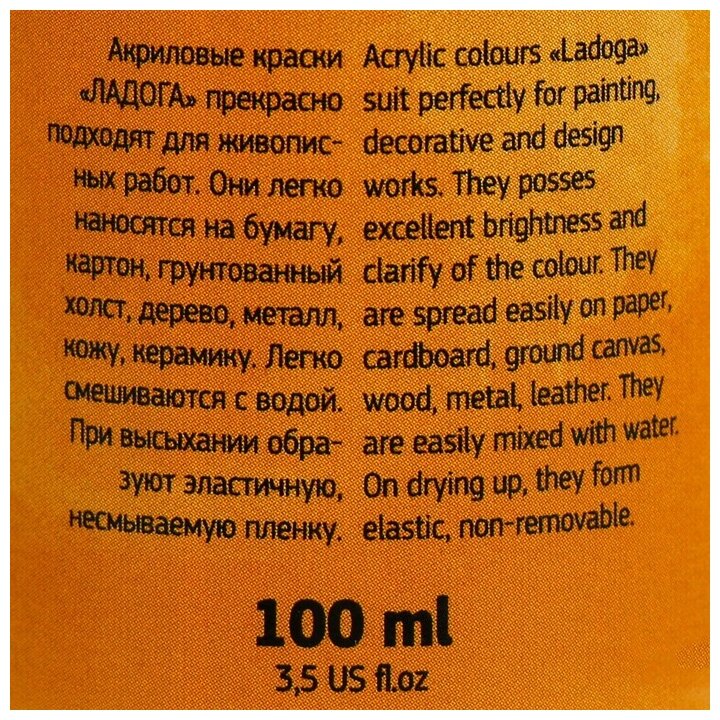 Акриловые краски
«ЛАДОГА» прекрасно
подходят для живопис-
ных работ. Они легко
наносятся на бумагу,
картон, грунтованный
холст, дерево, металл,
кожу, керамику. Легко
смешиваются с водой.
При высыхании обра-
зуют эластичную,
несмываемую пленку.
Acrylic colours «Ladoga»
suit perfectly for painting,
decorative and design
works. They posses
excellent brightness and
clarify of the colour. They
are spread easily on paper,
cardboard, ground canvas,
wood, metal, leather. They
are easily mixed with water.
On drying up, they form
elastic, non-removable.
100 ml
3,5 US fl.oz